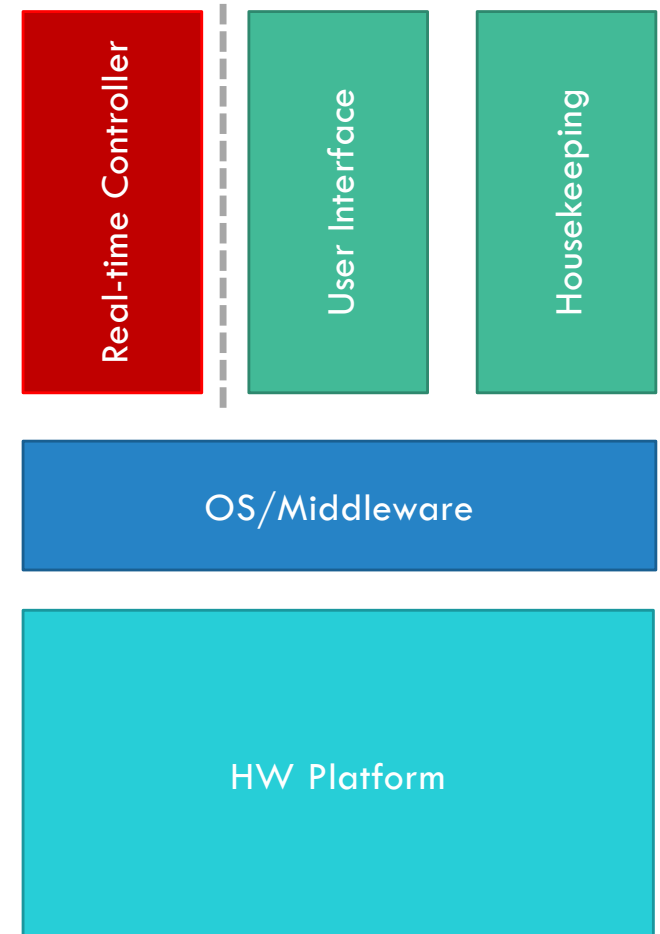 Real-time Controller
User Interface
Housekeeping
OS/Middleware
HW Platform